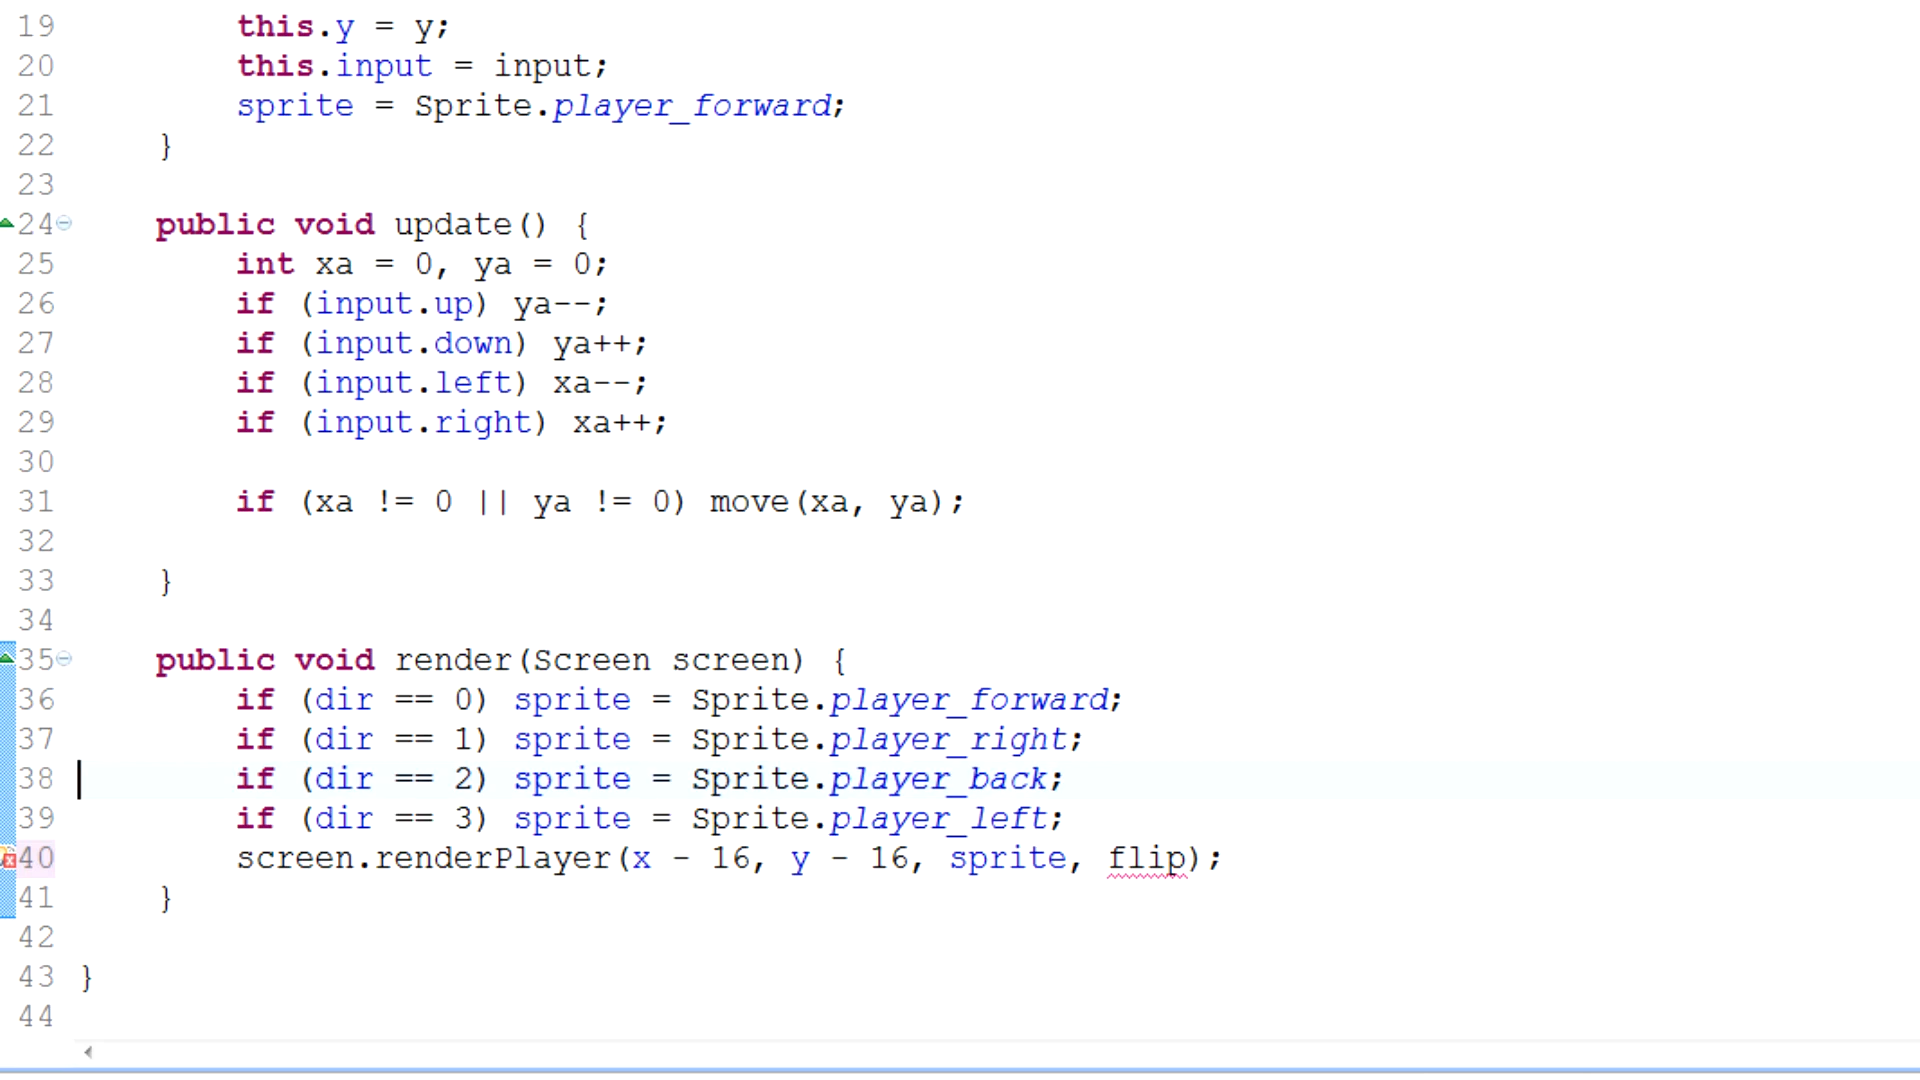 19 this.y = y;
20 this.input = input;
21 sprite = Sprite.player_forward;
22 }
23
24 public void update() {
25 int xa = 0, ya = 0;
26 if (input.up) ya--;
27 if (input.down) ya++;
28 if (input.left) xa--;
29 if (input.right) xa++;
30
31 if (xa != 0 || ya != 0) move(xa, ya);
32
33 }
34
35 public void render(Screen screen) {
36 if (dir == 0) sprite = Sprite.player_forward;
37 if (dir == 1) sprite = Sprite.player_right;
38 if (dir == 2) sprite = Sprite.player_back;
39 if (dir == 3) sprite = Sprite.player_left;
40 screen.renderPlayer(x - 16, y - 16, sprite, flip);
41 }
42
43 }
44